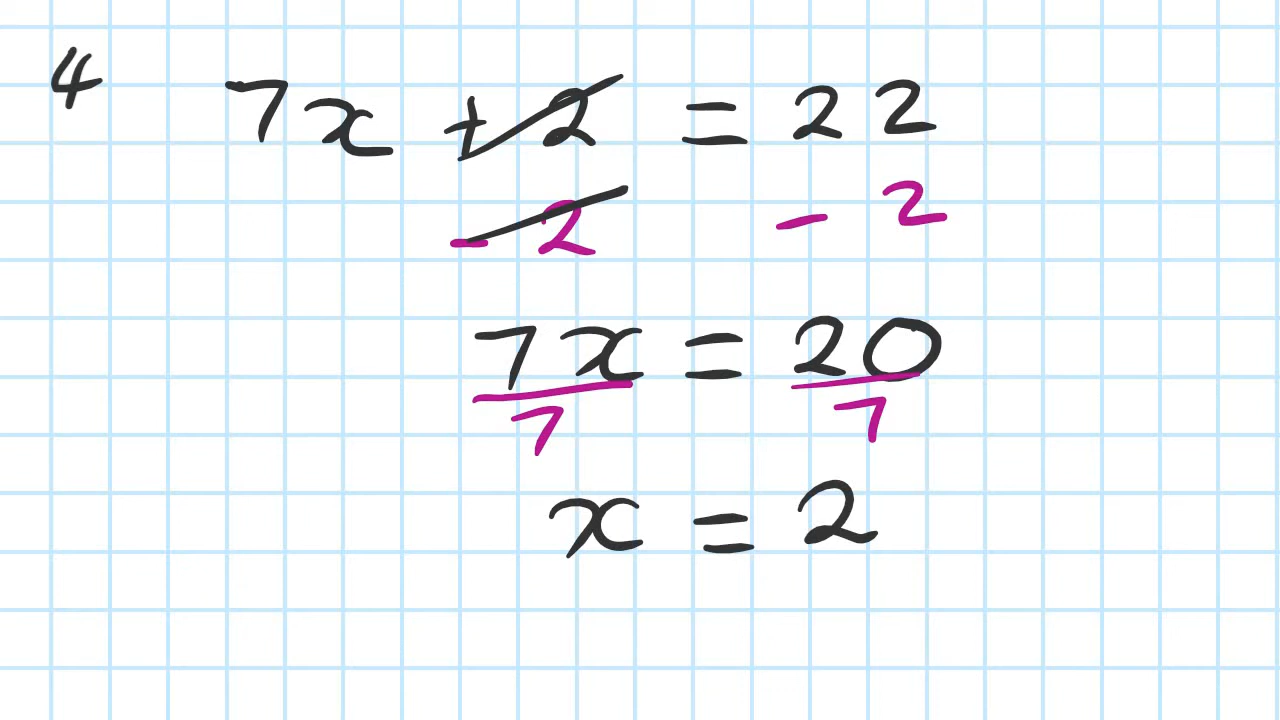 4 7x + 2 = 22
- 2 - 2
7x = 20
7 7
x = 2